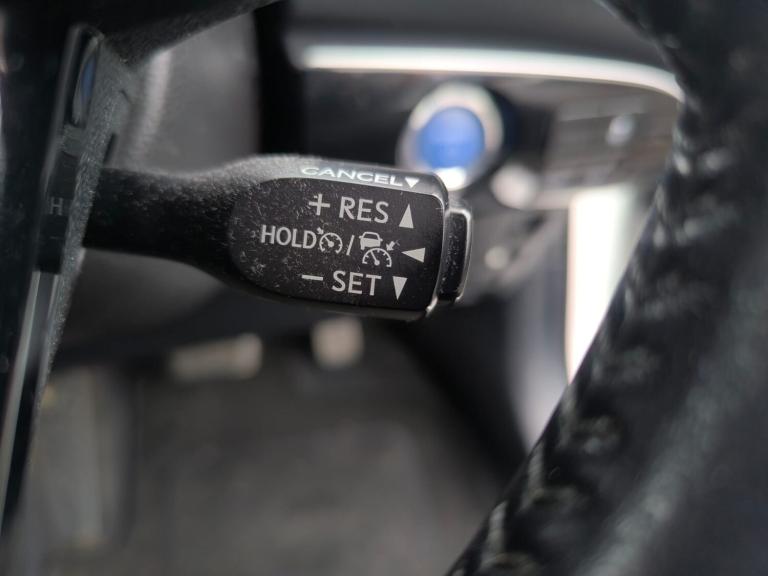 CANCEL▼
+ RES ▲
HOLD / ◄
− SET ▼
H